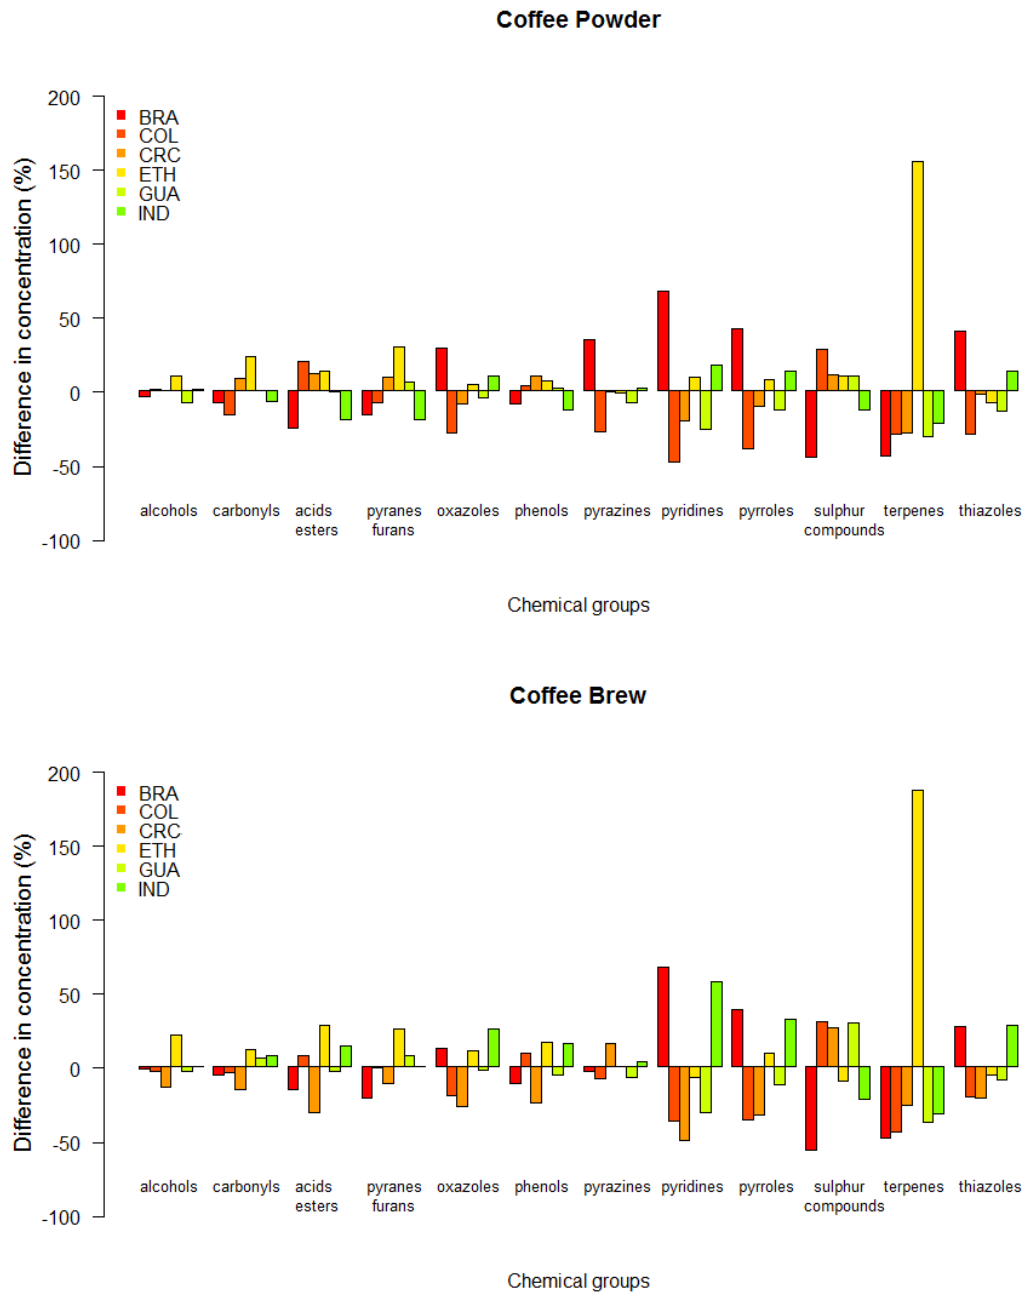 Coffee Powder
Difference in concentration (%)
200
150
100
50
0
-50
-100
BRA
COL
CRC
ETH
GUA
IND
alcohols carbonyls acids esters pyranes furans oxazoles phenols pyrazines pyridines pyrroles sulphur compounds terpenes thiazoles
Chemical groups
Coffee Brew
Difference in concentration (%)
200
150
100
50
0
-50
-100
BRA
COL
CRC
ETH
GUA
IND
alcohols carbonyls acids esters pyranes furans oxazoles phenols pyrazines pyridines pyrroles sulphur compounds terpenes thiazoles
Chemical groups